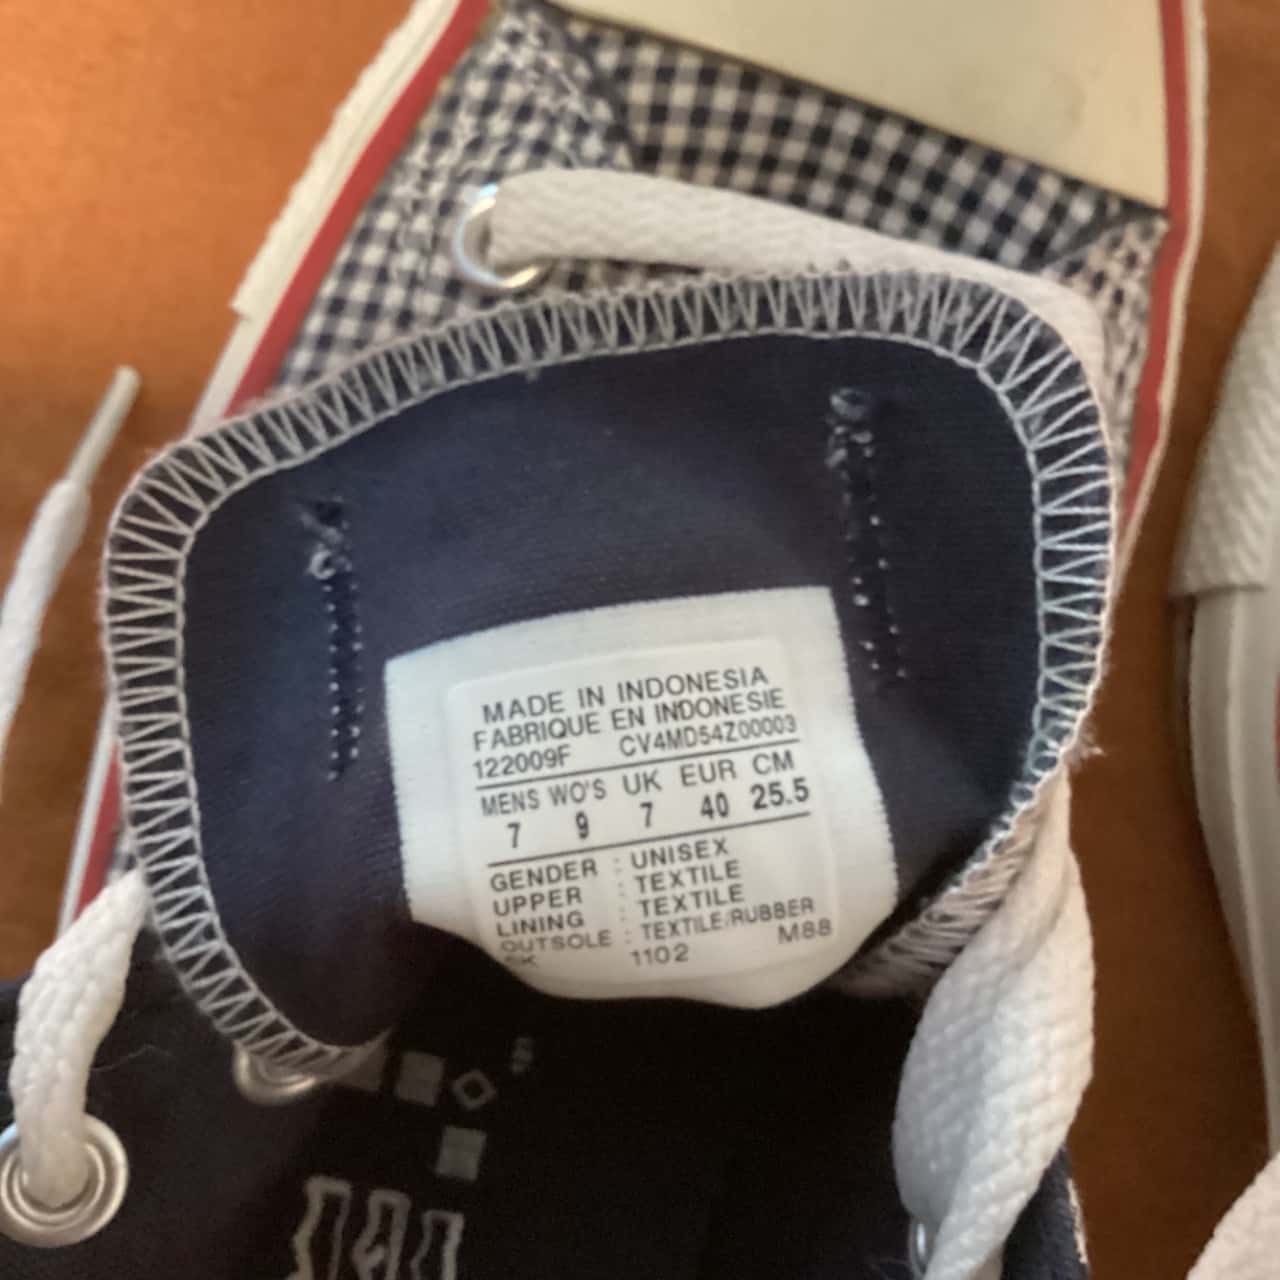 MADE IN INDONESIA
FABRIQUE EN INDONESIE
122009F CV4MD54Z00003
MENS WO'S UK EUR CM
7 9 7 40 25.5
GENDER : UNISEX
UPPER : TEXTILE
LINING : TEXTILE
OUTSOLE : TEXTILE/RUBBER
1102 M88